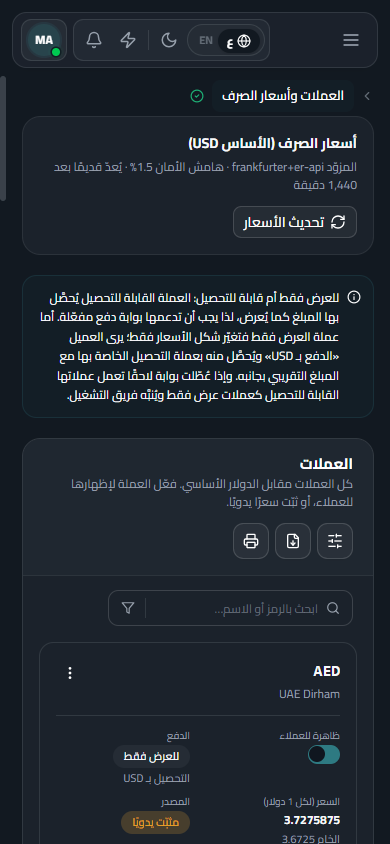 MA
EN
ع
العملات وأسعار الصرف
أسعار الصرف (الأساس USD)
المزوّد frankfurter+er-api · هامش الأمان 1.5% · يُعدّ قديمًا بعد
1,440 دقيقة
تحديث الأسعار
للعرض فقط أم قابلة للتحصيل: العملة القابلة للتحصيل يُحصَّل
بها المبلغ كما يُعرض، لذا يجب أن تدعمها بوابة دفع مفعّلة. أما
عملة العرض فقط فتغيّر شكل الأسعار فقط؛ يرى العميل
«الدفع بـ USD» ويُحصَّل منه بعملة التحصيل الخاصة بها مع
المبلغ التقريبي بجانبه. وإذا عُطّلت بوابة لاحقًا تعمل عملاتها
القابلة للتحصيل كعملات عرض فقط ويُنبَّه فريق التشغيل.
العملات
كل العملات مقابل الدولار الأساسي. فعّل العملة لإظهارها
للعملاء، أو ثبّت سعرًا يدويًا.
ابحث بالرمز أو الاسم...
AED
UAE Dirham
ظاهرة للعملاء
الدفع
للعرض فقط
التحصيل بـ USD
السعر (لكل 1 دولار)
3.7275875
الخام 3.6725
المصدر
مثبّت يدويًا